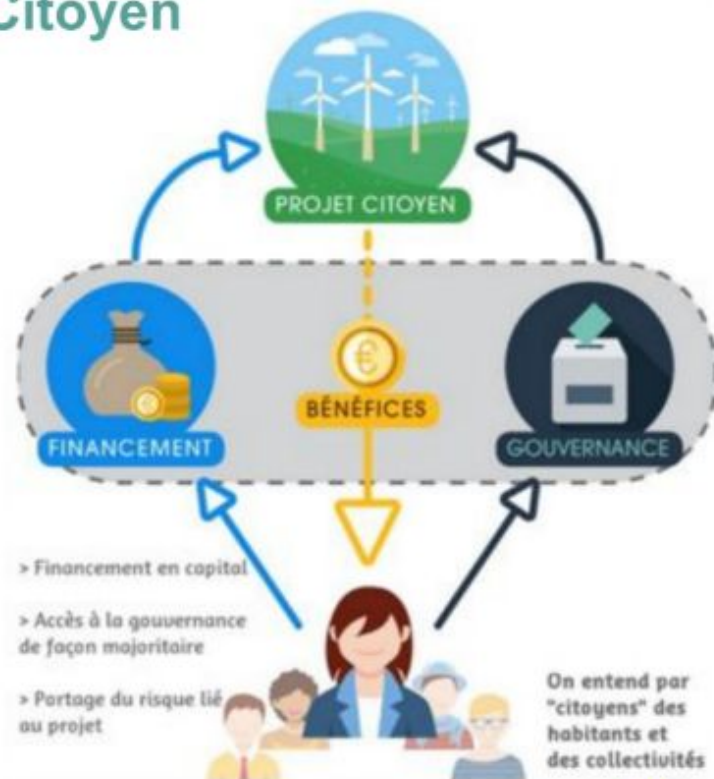 Citoyen
PROJET CITOYEN
BÉNÉFICES
FINANCEMENT
GOUVERNANCE
> Financement en capital
> Accès à la gouvernance
de façon majoritaire
> Partage du risque lié
au projet
On entend par
"citoyens" des
habitants et
des collectivités